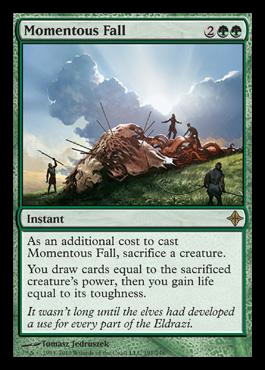 Momentous Fall 2
Instant
As an additional cost to cast
Momentous Fall, sacrifice a creature.
You draw cards equal to the sacrificed
creature's power, then you gain life
equal to its toughness.
It wasn't long until the elves had developed
a use for every part of the Eldrazi.
Tomasz Jedruszek